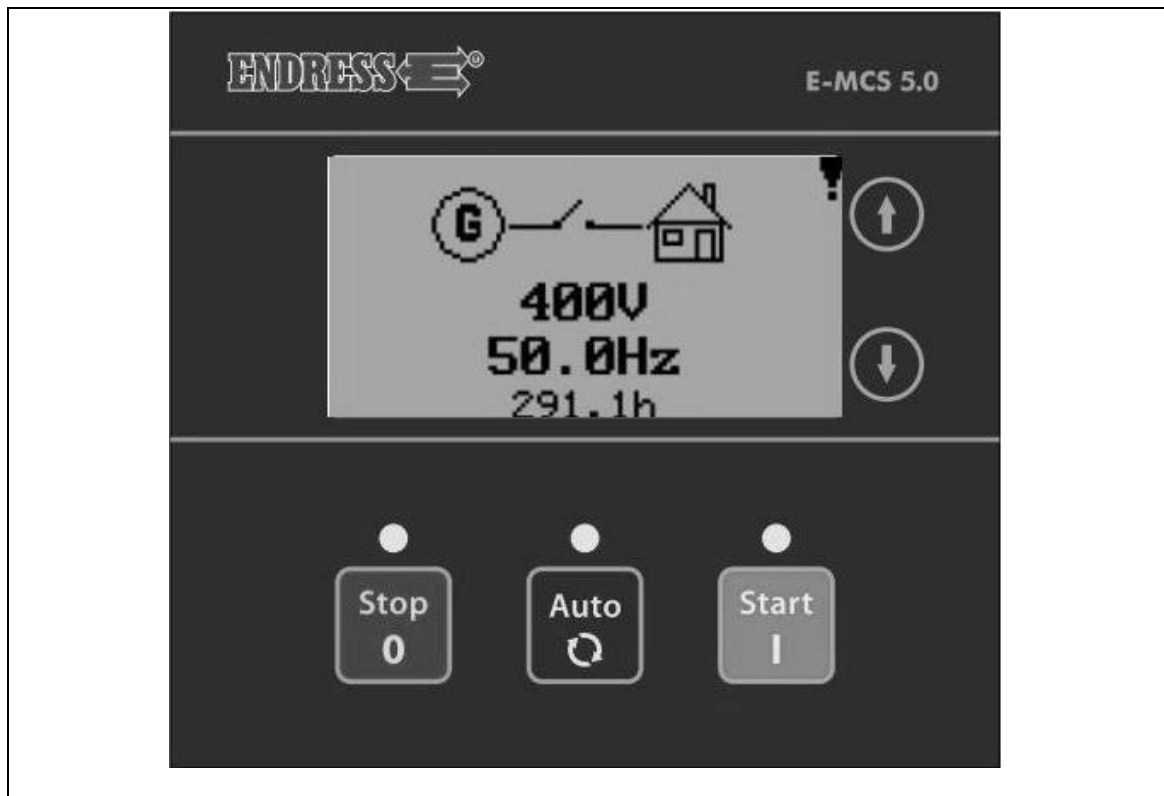 ENDRESS
E-MCS 5.0
G
!
400V
50.0Hz
291.1h
Stop Auto Start
0 I